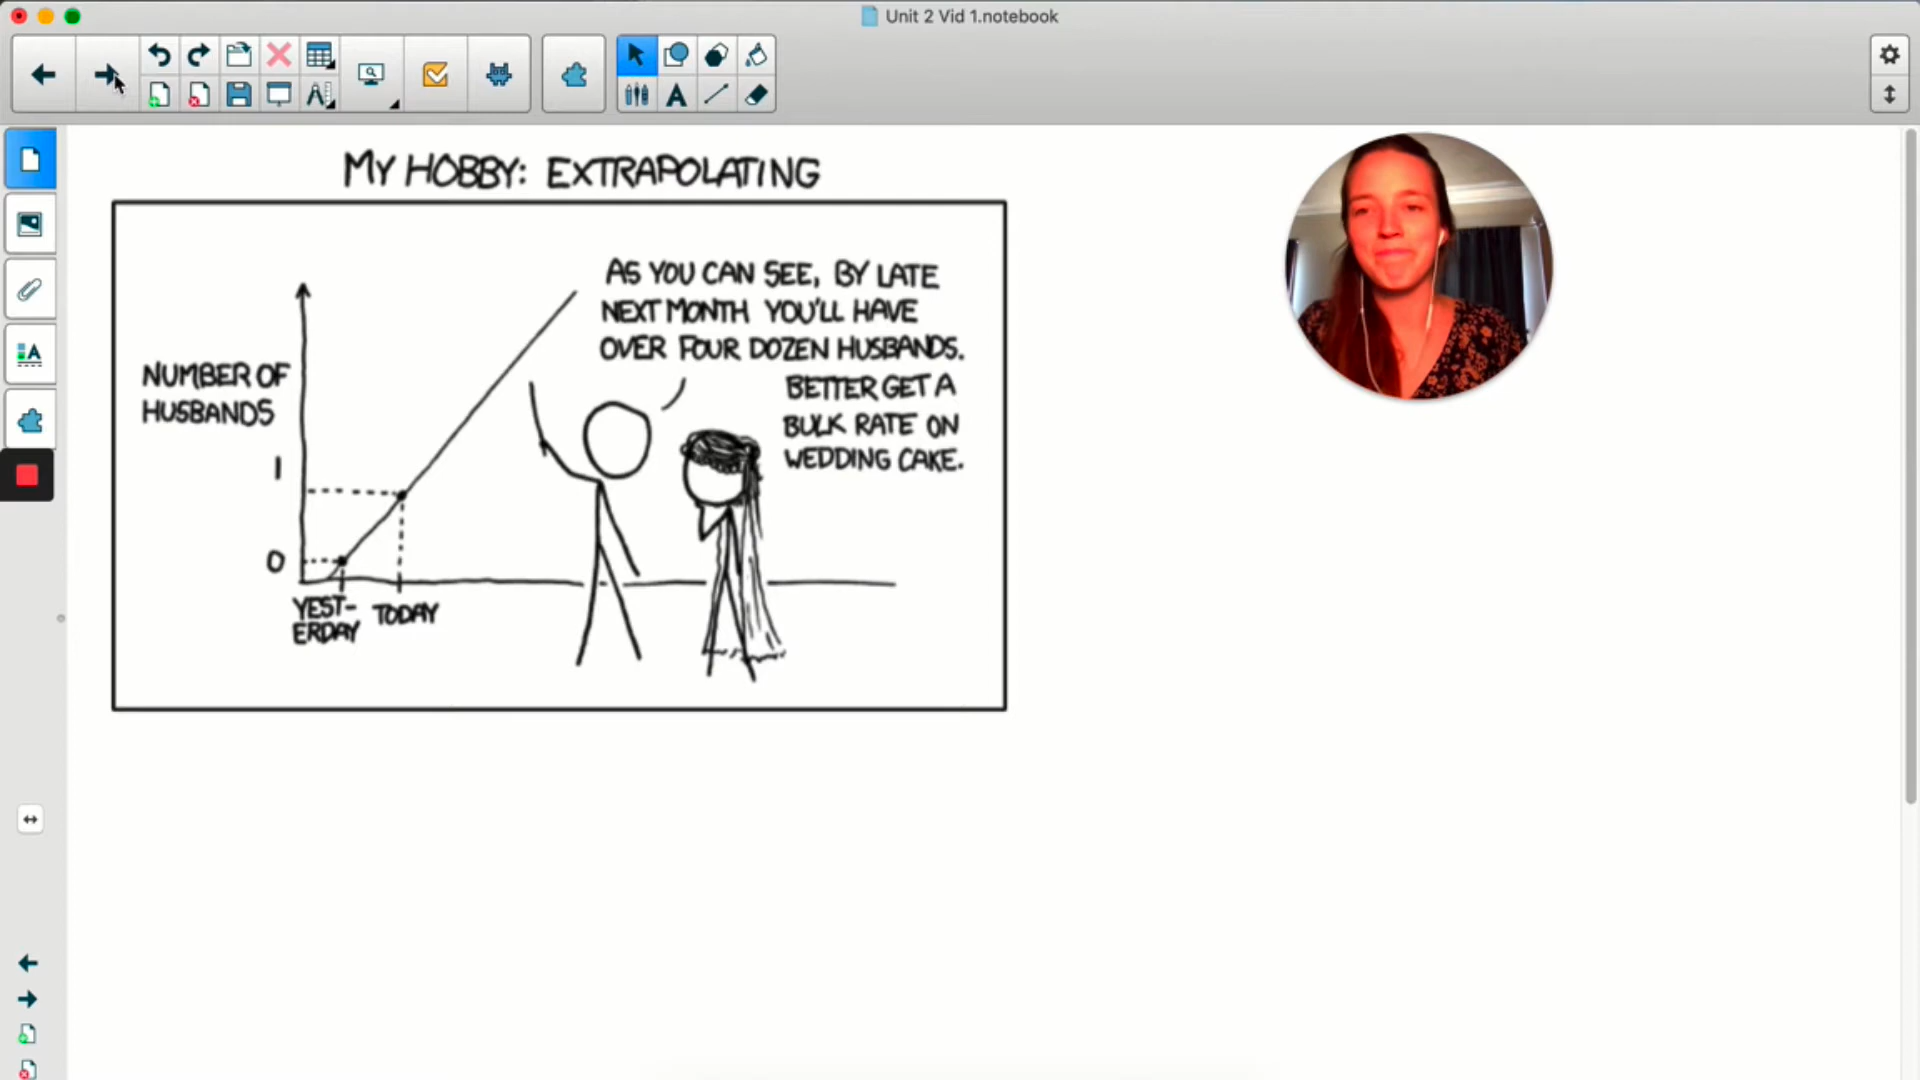 Unit 2 Vid 1.notebook
MY HOBBY: EXTRAPOLATING
AS YOU CAN SEE, BY LATE
NEXT MONTH YOU'LL HAVE
OVER FOUR DOZEN HUSBANDS.
BETTER GET A
BULK RATE ON
WEDDING CAKE.
NUMBER OF
HUSBANDS
1
0
YEST-
ERDAY
TODAY